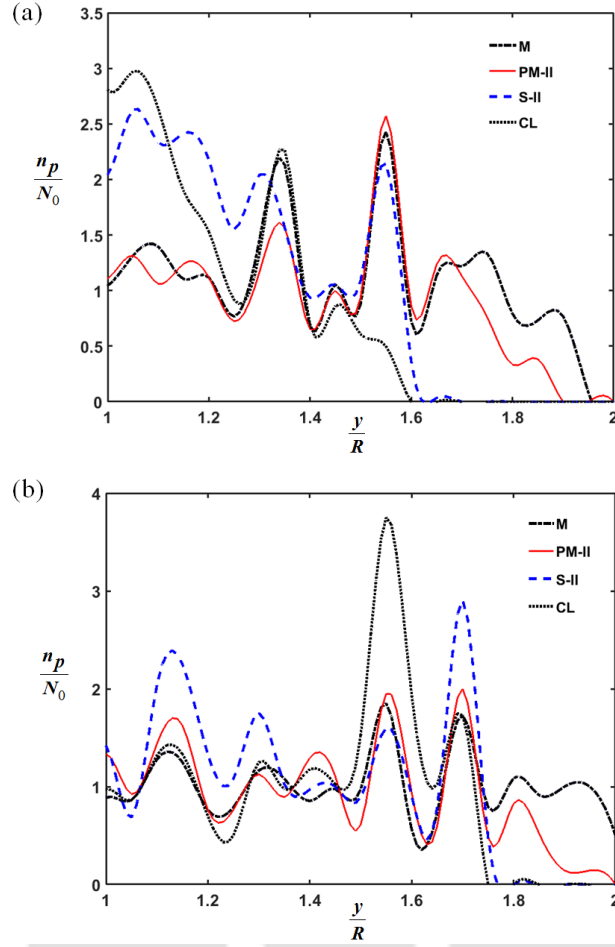 (a)
3.5
3
2.5
2
1.5
1
0.5
0
n_p
N_0
M
PM-II
S-II
CL
1 1.2 1.4 1.6 1.8 2
y
R
(b)
4
3
2
1
0
n_p
N_0
M
PM-II
S-II
CL
1 1.2 1.4 1.6 1.8 2
y
R